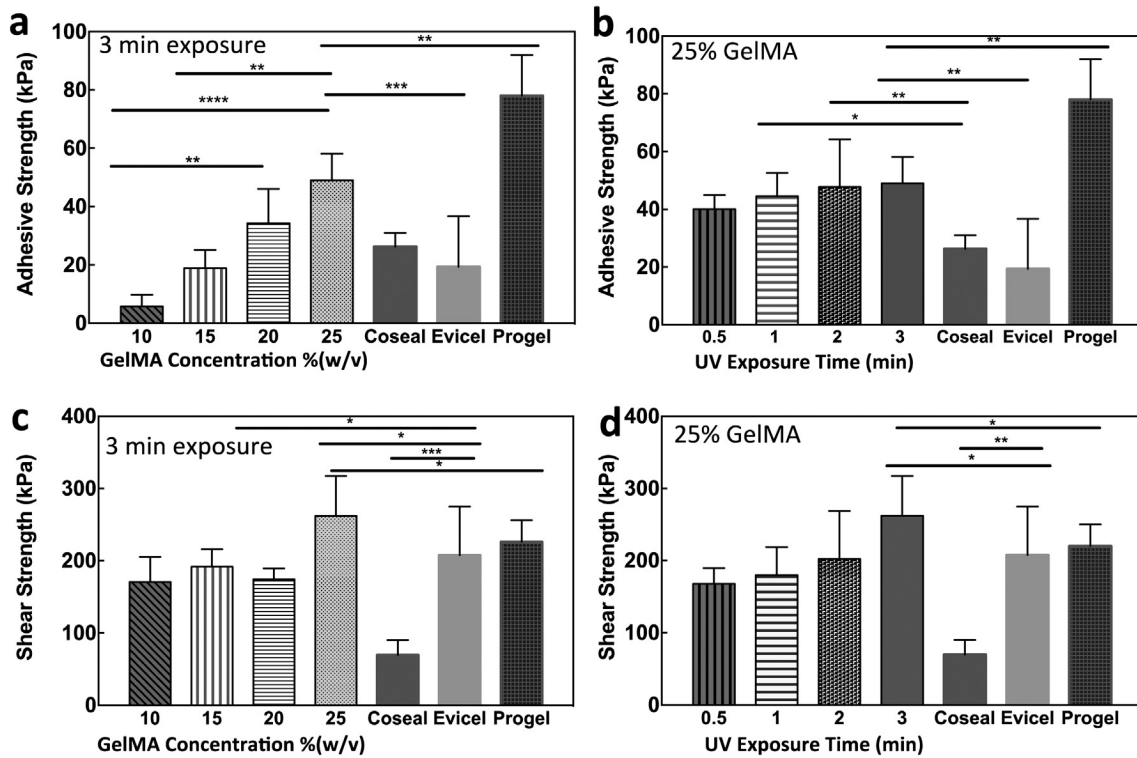 a
3 min exposure
Adhesive Strength (kPa)
100
80
60
40
20
0
**
**
****
***
**
10 15 20 25 Coseal Evicel Progel
GelMA Concentration %(w/v)
b
25% GelMA
Adhesive Strength (kPa)
100
80
60
40
20
0
**
**
**
*
0.5 1 2 3 Coseal Evicel Progel
UV Exposure Time (min)
c
3 min exposure
Shear Strength (kPa)
400
300
200
100
0
*
*
***
*
10 15 20 25 Coseal Evicel Progel
GelMA Concentration %(w/v)
d
25% GelMA
Shear Strength (kPa)
400
300
200
100
0
*
**
*
0.5 1 2 3 Coseal Evicel Progel
UV Exposure Time (min)